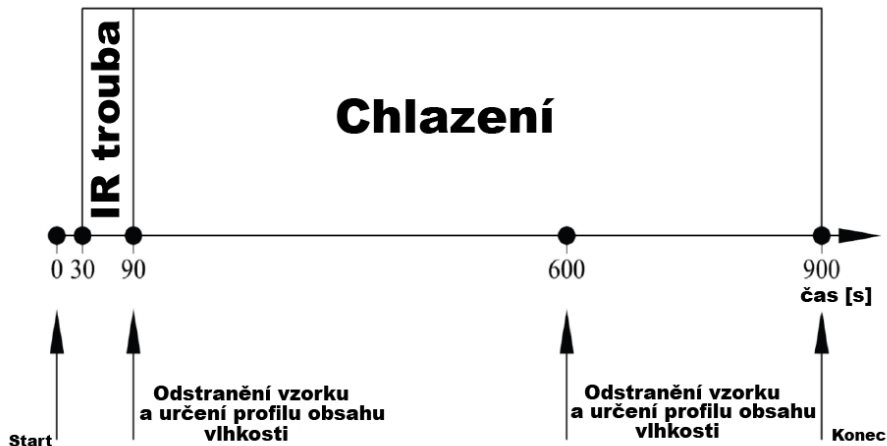 IR trouba
Chlazení
0 30 90 600 900
čas [s]
Odstranění vzorku
a určení profilu obsahu
vlhkosti
Odstranění vzorku
a určení profilu obsahu
vlhkosti
Start
Konec